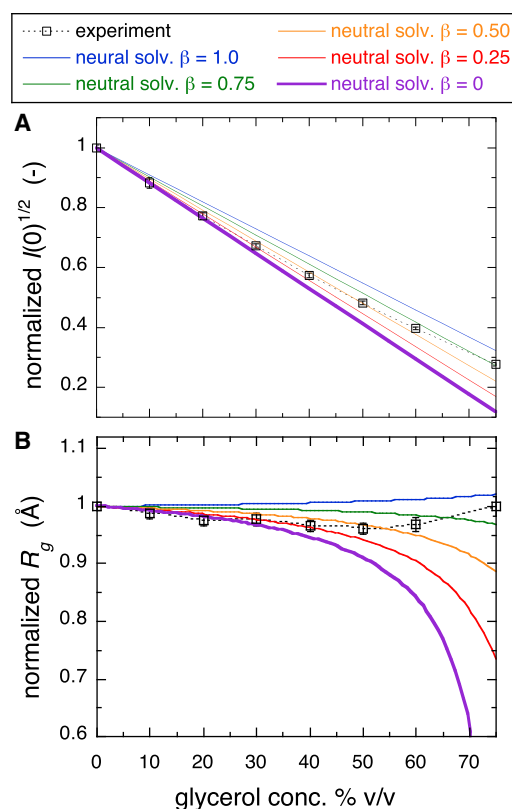 experiment
neutral solv. β = 0.50
neural solv. β = 1.0
neutral solv. β = 0.25
neutral solv. β = 0.75
neutral solv. β = 0
A
1
0.8
0.6
0.4
0.2
normalized I(0)^1/2 (-)
B
1.1
1
0.9
0.8
0.7
0.6
normalized R_g (Å)
0 10 20 30 40 50 60 70
glycerol conc. % v/v